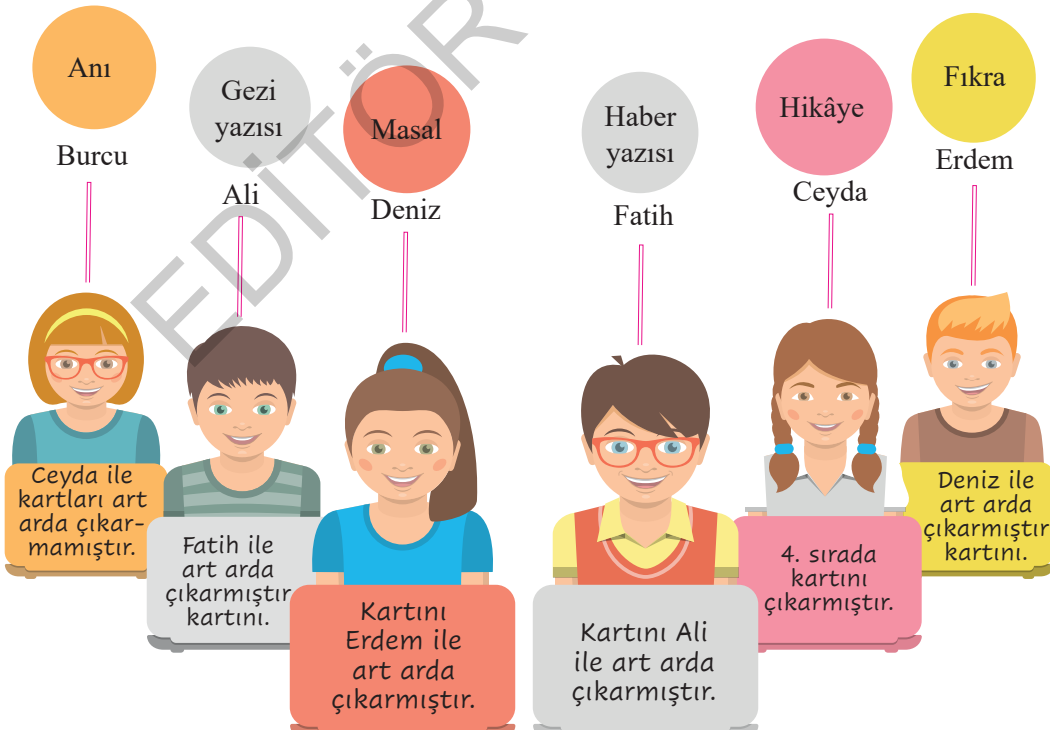 Anı
Burcu
Gezi
yazısı
Ali
Masal
Deniz
Haber
yazısı
Fatih
Hikâye
Ceyda
Fıkra
Erdem
EDİTÖR
Ceyda ile
kartları art
arda çıkar-
mamıştır.
Fatih ile
art arda
çıkarmıştır
kartını.
Kartını
Erdem ile
art arda
çıkarmıştır.
Kartını Ali
ile art arda
çıkarmıştır.
4. sırada
kartını
çıkarmıştır.
Deniz ile
art arda
çıkarmıştır
kartını.